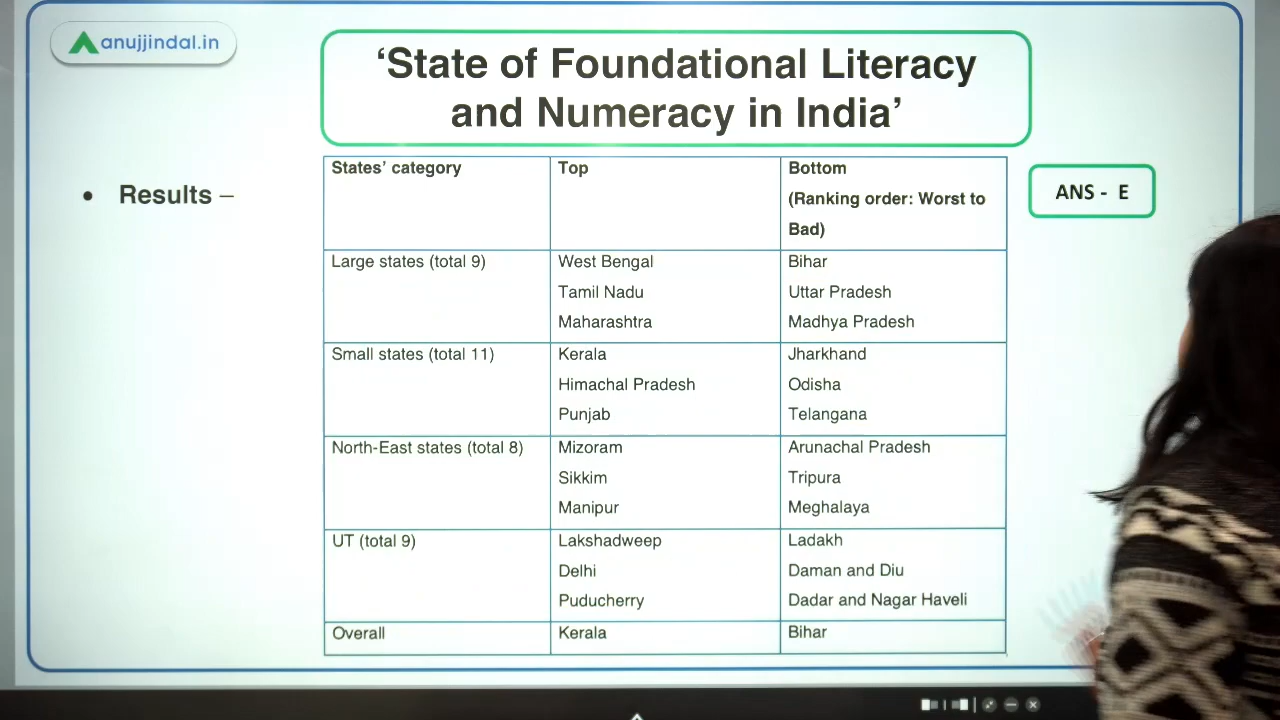 anujjindal.in
‘State of Foundational Literacy
and Numeracy in India’
• Results –
States’ category Top Bottom
(Ranking order: Worst to
Bad)
ANS - E
Large states (total 9) West Bengal Bihar
Tamil Nadu Uttar Pradesh
Maharashtra Madhya Pradesh
Small states (total 11) Kerala Jharkhand
Himachal Pradesh Odisha
Punjab Telangana
North-East states (total 8) Mizoram Arunachal Pradesh
Sikkim Tripura
Manipur Meghalaya
UT (total 9) Lakshadweep Ladakh
Delhi Daman and Diu
Puducherry Dadar and Nagar Haveli
Overall Kerala Bihar